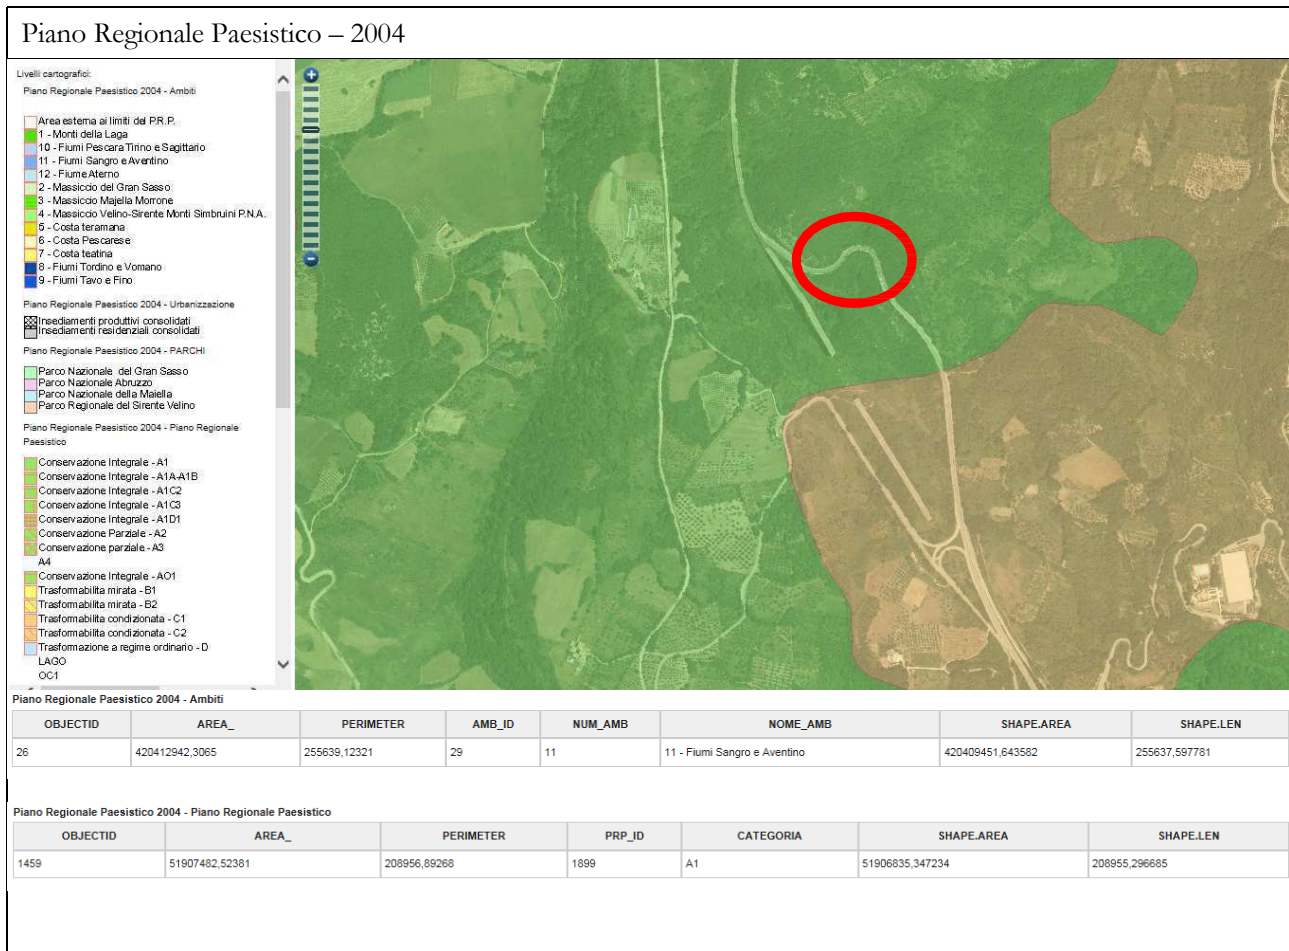 Piano Regionale Paesistico – 2004
Livelli cartografici:
Piano Regionale Paesistico 2004 - Ambiti
Area esterna ai limiti del P.R.P.
1 - Monti della Laga
10 - Fiumi Pescara Tirino e Sagittario
11 - Fiumi Sangro e Aventino
12 - Fiume Aterno
2 - Massiccio del Gran Sasso
3 - Massiccio Majella Morrone
4 - Massiccio Velino-Sirente Monti Simbruini P.N.A.
5 - Costa teramana
6 - Costa Pescarese
7 - Costa teatina
8 - Fiumi Tordino e Vomano
9 - Fiumi Tavo e Fino
Piano Regionale Paesistico 2004 - Urbanizzazione
Insediamenti produttivi consolidati
Insediamenti residenziali consolidati
Piano Regionale Paesistico 2004 - PARCHI
Parco Nazionale del Gran Sasso
Parco Nazionale Abruzzo
Parco Nazionale della Maiella
Parco Regionale del Sirente Velino
Piano Regionale Paesistico 2004 - Piano Regionale
Paesistico
Conservazione Integrale - A1
Conservazione Integrale - A1A-A1B
Conservazione Integrale - A1C2
Conservazione Integrale - A1C3
Conservazione Integrale - A1D1
Conservazione Parziale - A2
Conservazione parziale - A3
A4
Conservazione Integrale - AO1
Trasformabilita mirata - B1
Trasformabilita mirata - B2
Trasformabilita condizionata - C1
Trasformabilita condizionata - C2
Trasformazione a regime ordinario - D
LAGO
OC1
Piano Regionale Paesistico 2004 - Ambiti
OBJECTID AREA_ PERIMETER AMB_ID NUM_AMB NOME_AMB SHAPE.AREA SHAPE.LEN
26 420412942,3065 255639,12321 29 11 11 - Fiumi Sangro e Aventino 420409451,643582 255637,597781
Piano Regionale Paesistico 2004 - Piano Regionale Paesistico
OBJECTID AREA_ PERIMETER PRP_ID CATEGORIA SHAPE.AREA SHAPE.LEN
1459 51907482,52381 208956,89268 1899 A1 51906835,347234 208955,296685